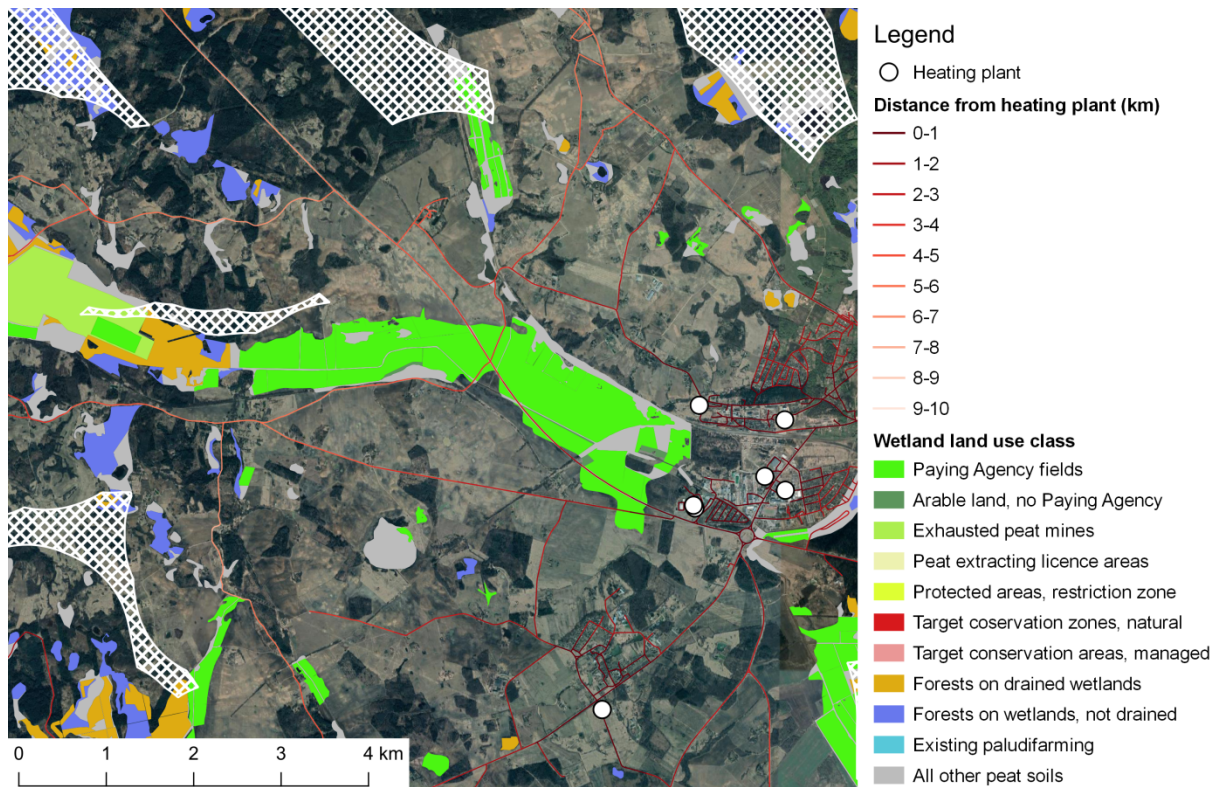 Legend
Heating plant
Distance from heating plant (km)
0-1
1-2
2-3
3-4
4-5
5-6
6-7
7-8
8-9
9-10
Wetland land use class
Paying Agency fields
Arable land, no Paying Agency
Exhausted peat mines
Peat extracting licence areas
Protected areas, restriction zone
Target coservation zones, natural
Target conservation areas, managed
Forests on drained wetlands
Forests on wetlands, not drained
Existing paludifarming
All other peat soils
0 1 2 3 4 km